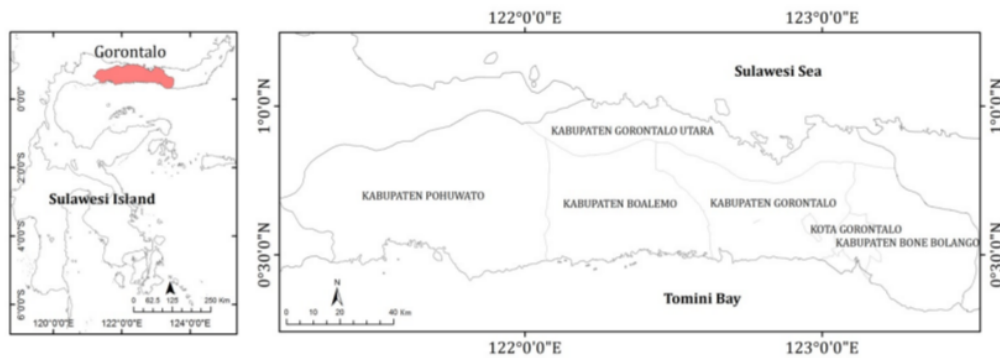 Gorontalo
0°0'0"
2°0'0"S
Sulawesi Island
4°0'0"S
6°0'0"S
0 62.5 125 250 Km
120°0'0"E 122°0'0"E 124°0'0"E
122°0'0"E 123°0'0"E
Sulawesi Sea
1°0'0"N
1°0'0"N
KABUPATEN GORONTALO UTARA
KABUPATEN POHUWATO
KABUPATEN BOALEMO
KABUPATEN GORONTALO
KOTA GORONTALO
KABUPATEN BONE BOLANGO
0°30'0"N
0°30'0"N
Tomini Bay
N
0 10 20 40 Km
122°0'0"E 123°0'0"E